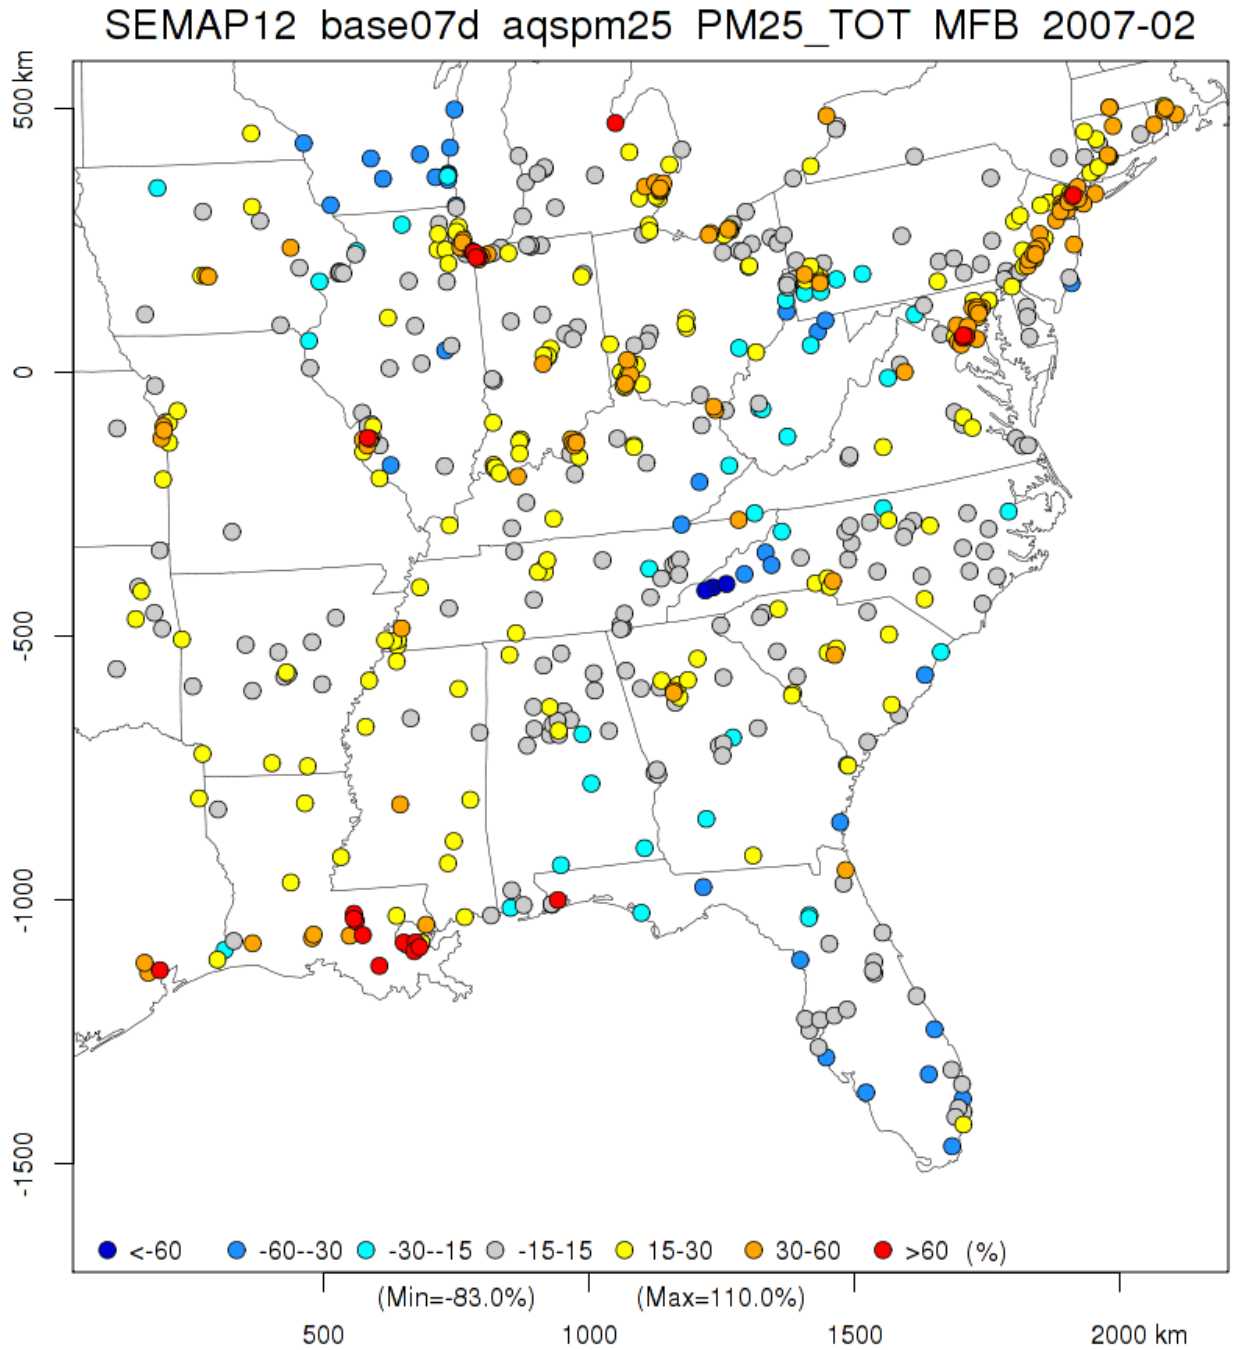 SEMAP12 base07d aqspm25 PM25_TOT MFB 2007-02
500 km
0
-500
-1000
-1500
<-60 -60--30 -30--15 -15-15 15-30 30-60 >60 (%)
(Min=-83.0%) (Max=110.0%)
500 1000 1500 2000 km